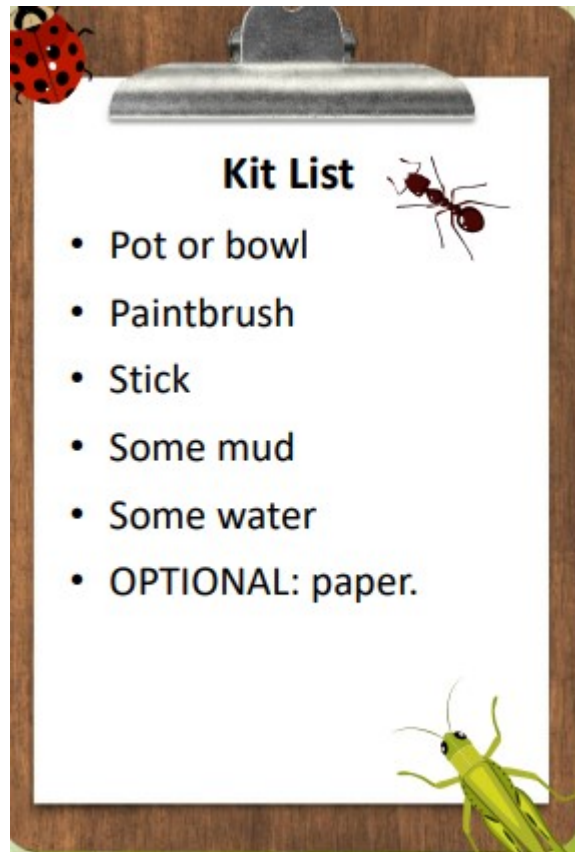 Kit List
• Pot or bowl
• Paintbrush
• Stick
• Some mud
• Some water
• OPTIONAL: paper.